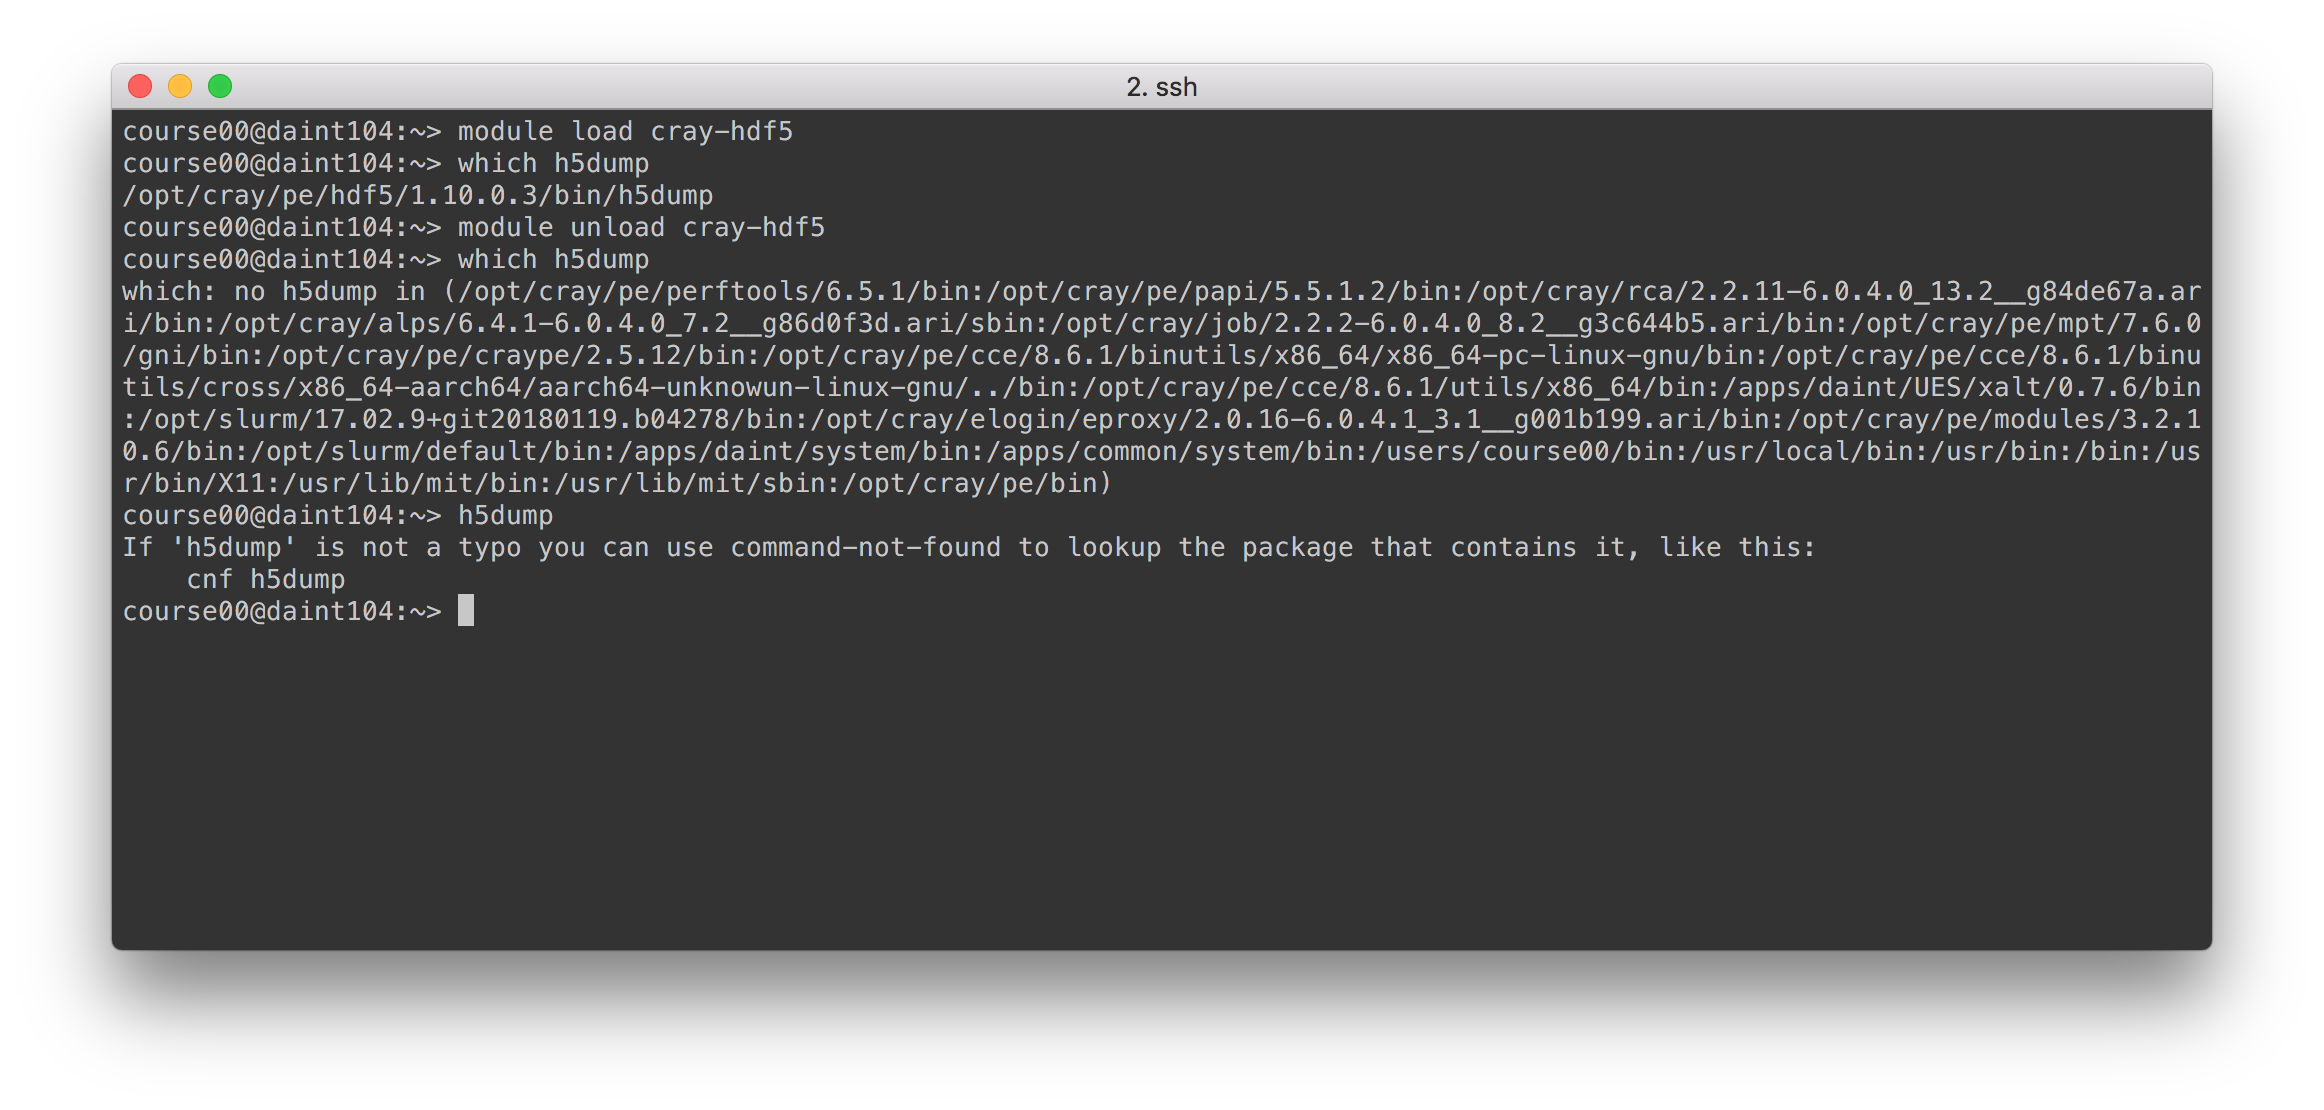 2. ssh
course00@daint104:~> module load cray-hdf5
course00@daint104:~> which h5dump
/opt/cray/pe/hdf5/1.10.0.3/bin/h5dump
course00@daint104:~> module unload cray-hdf5
course00@daint104:~> which h5dump
which: no h5dump in (/opt/cray/pe/perftools/6.5.1/bin:/opt/cray/pe/papi/5.5.1.2/bin:/opt/cray/rca/2.2.11-6.0.4.0_13.2__g84de67a.ar
i/bin:/opt/cray/alps/6.4.1-6.0.4.0_7.2__g86d0f3d.ari/sbin:/opt/cray/job/2.2.2-6.0.4.0_8.2__g3c644b5.ari/bin:/opt/cray/pe/mpt/7.6.0
/gni/bin:/opt/cray/pe/craype/2.5.12/bin:/opt/cray/pe/cce/8.6.1/binutils/x86_64/x86_64-pc-linux-gnu/bin:/opt/cray/pe/cce/8.6.1/binu
tils/cross/x86_64-aarch64/aarch64-unknowun-linux-gnu/../bin:/opt/cray/pe/cce/8.6.1/utils/x86_64/bin:/apps/daint/UES/xalt/0.7.6/bin
:/opt/slurm/17.02.9+git20180119.b04278/bin:/opt/cray/elogin/eproxy/2.0.16-6.0.4.1_3.1__g001b199.ari/bin:/opt/cray/pe/modules/3.2.1
0.6/bin:/opt/slurm/default/bin:/apps/daint/system/bin:/apps/common/system/bin:/users/course00/bin:/usr/local/bin:/usr/bin:/bin:/us
r/bin/X11:/usr/lib/mit/bin:/usr/lib/mit/sbin:/opt/cray/pe/bin)
course00@daint104:~> h5dump
If 'h5dump' is not a typo you can use command-not-found to lookup the package that contains it, like this:
    cnf h5dump
course00@daint104:~>